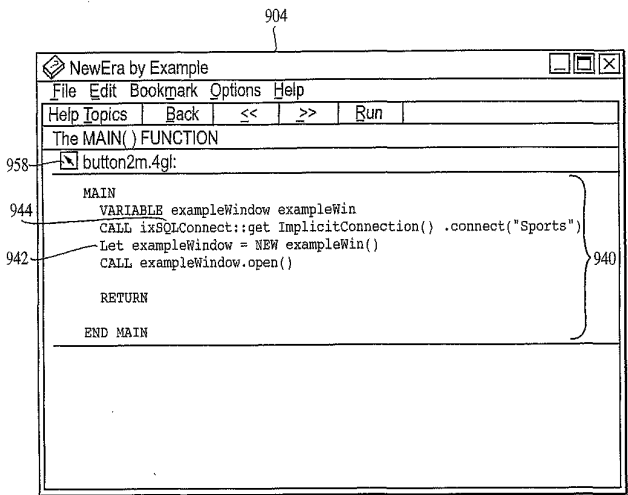 904
NewEra by Example
File Edit Bookmark Options Help
Help Topics Back << >> Run
The MAIN( ) FUNCTION
958 button2m.4gl:
MAIN
944 VARIABLE exampleWindow exampleWin
CALL ixSQLConnect::get ImplicitConnection() .connect("Sports")
942 Let exampleWindow = NEW exampleWin()
CALL exampleWindow.open()
940
RETURN
END MAIN